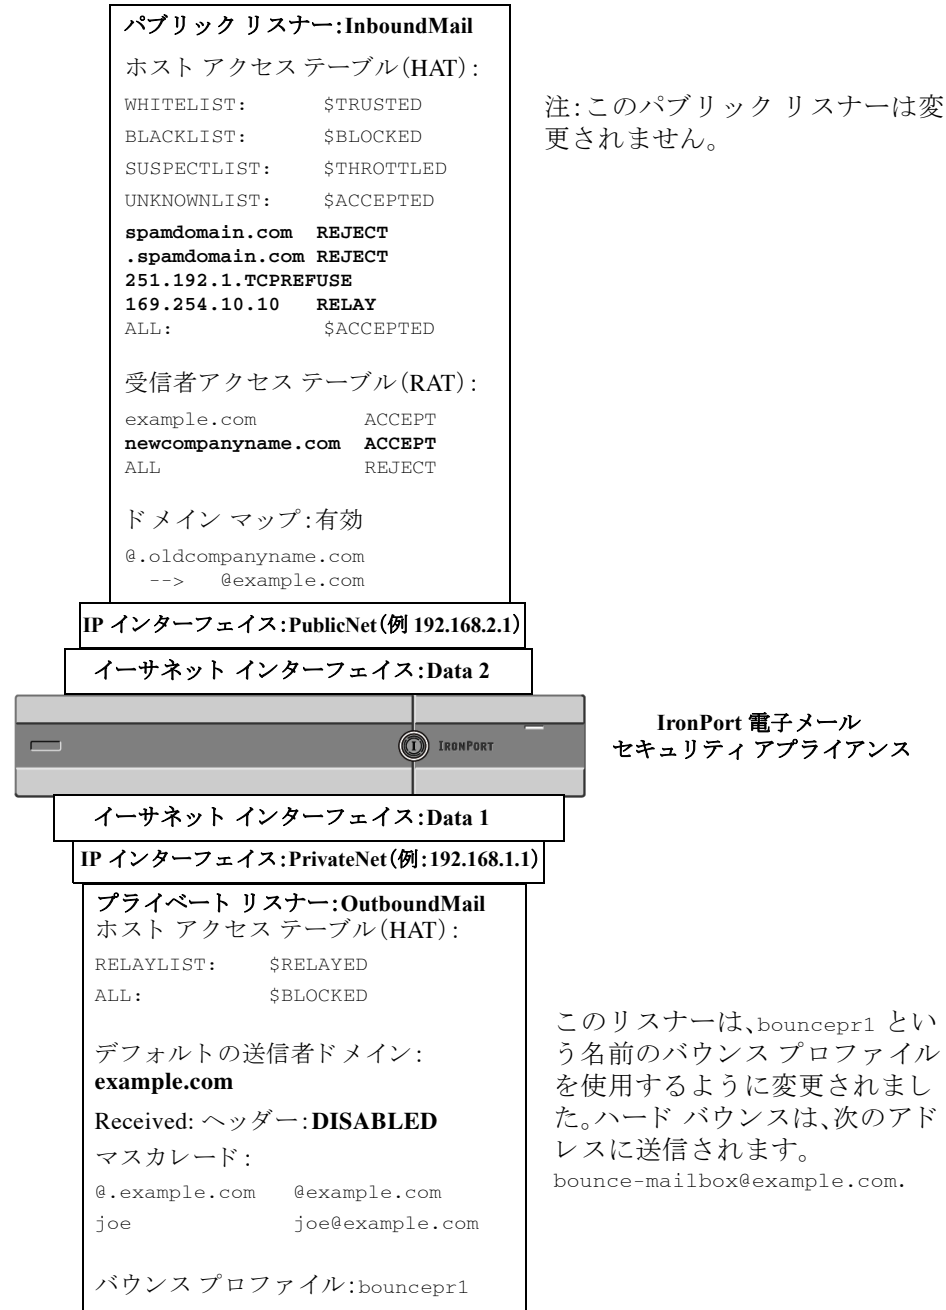 パブリック リスナー:InboundMail
ホスト アクセス テーブル(HAT):
WHITELIST: $TRUSTED
BLACKLIST: $BLOCKED
SUSPECTLIST: $THROTTLED
UNKNOWNLIST: $ACCEPTED
spamdomain.com REJECT
.spamdomain.com REJECT
251.192.1.TCPREFUSE
169.254.10.10 RELAY
ALL: $ACCEPTED
受信者アクセス テーブル(RAT):
example.com ACCEPT
newcompanyname.com ACCEPT
ALL REJECT
ドメイン マップ:有効
@.oldcompanyname.com
--> @example.com
注:このパブリック リスナーは変
更されません。
IP インターフェイス:PublicNet(例 192.168.2.1)
イーサネット インターフェイス:Data 2
IRONPORT
IronPort 電子メール
セキュリティ アプライアンス
イーサネット インターフェイス:Data 1
IP インターフェイス:PrivateNet(例:192.168.1.1)
プライベート リスナー:OutboundMail
ホスト アクセス テーブル(HAT):
RELAYLIST: $RELAYED
ALL: $BLOCKED
デフォルトの送信者ドメイン:
example.com
Received: ヘッダー:DISABLED
マスカレード:
@.example.com @example.com
joe joe@example.com
バウンス プロファイル:bouncepr1
このリスナーは、bouncepr1 とい
う名前のバウンス プロファイル
を使用するように変更されまし
た。ハード バウンスは、次のアド
レスに送信されます。
bounce-mailbox@example.com.